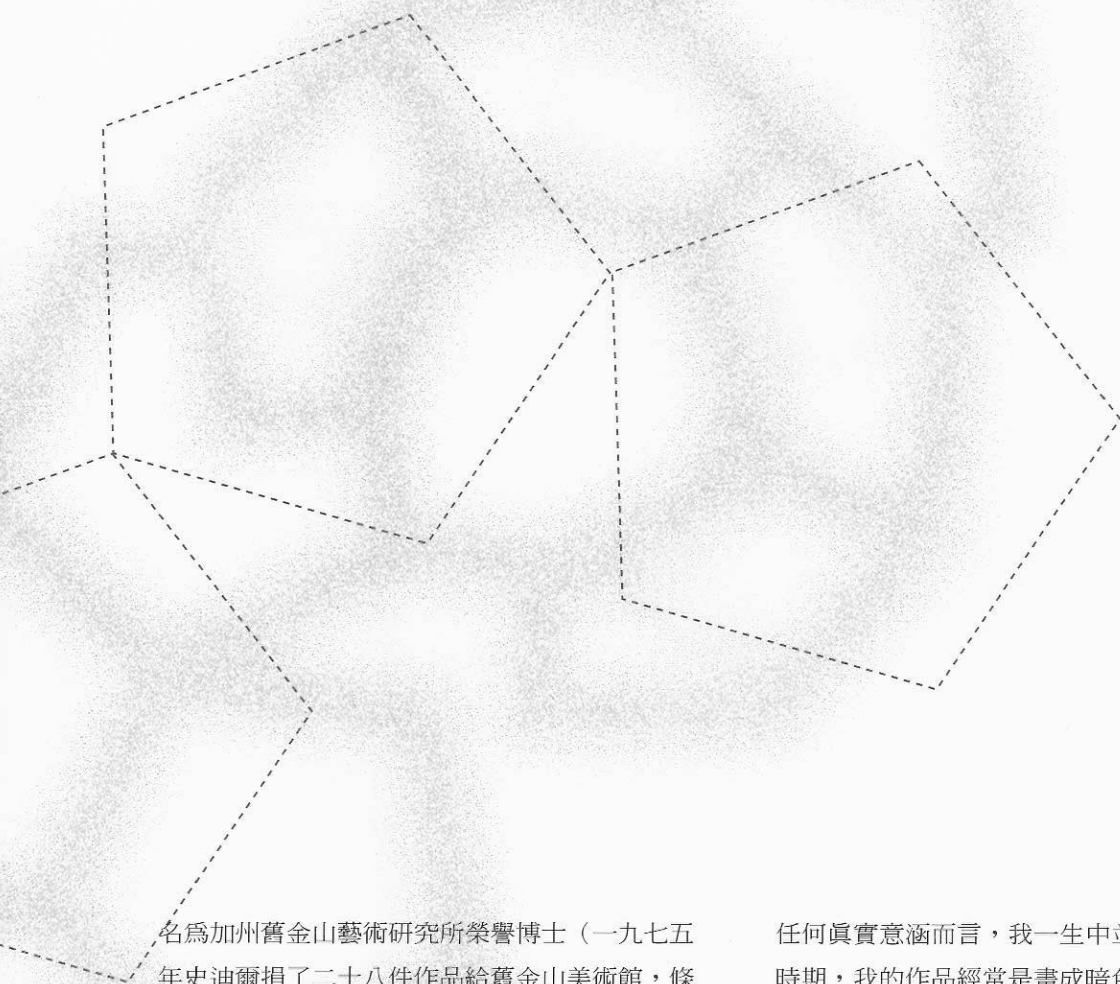 名爲加州舊金山藝術研究所榮譽博士（一九七五
年史迪爾捐了二十八件作品給舊金山美術館，條
任何眞實意涵而言，我一生中並
時期，我的作品經常是畫成暗色